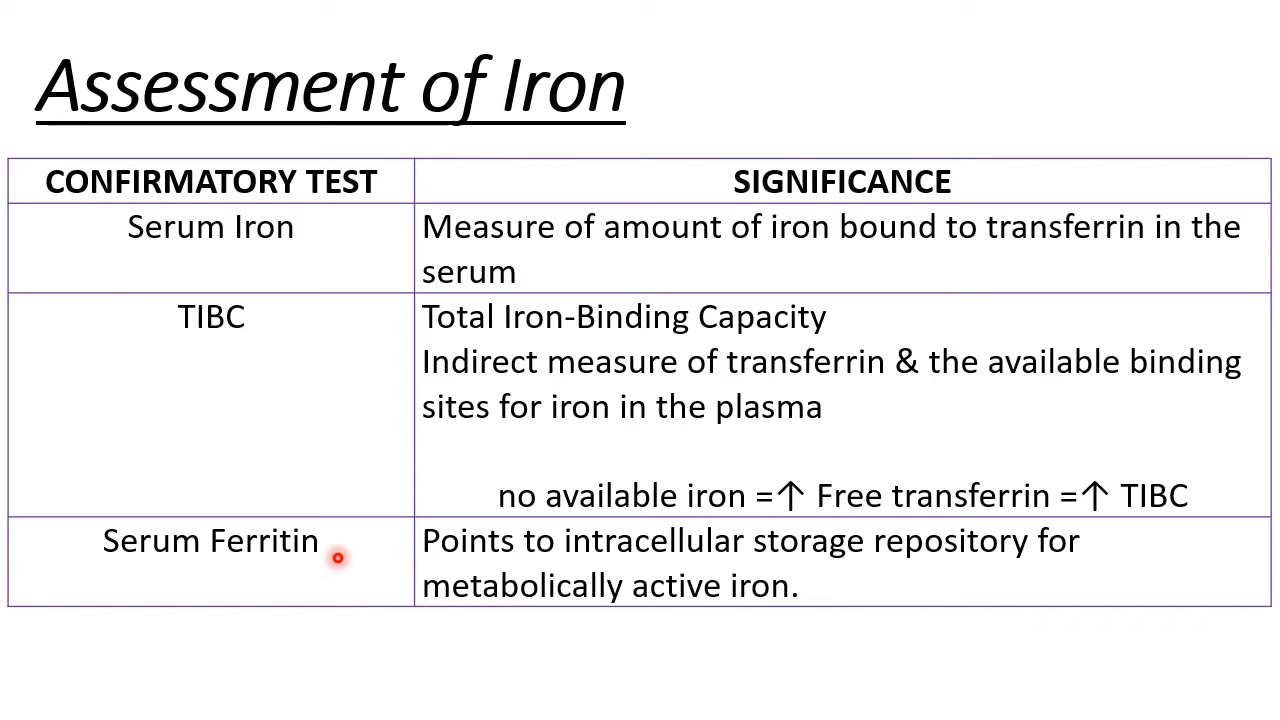 Assessment of Iron
CONFIRMATORY TEST
SIGNIFICANCE
Serum Iron
Measure of amount of iron bound to transferrin in the
serum
TIBC
Total Iron-Binding Capacity
Indirect measure of transferrin & the available binding
sites for iron in the plasma
no available iron =↑ Free transferrin =↑ TIBC
Serum Ferritin
Points to intracellular storage repository for
metabolically active iron.